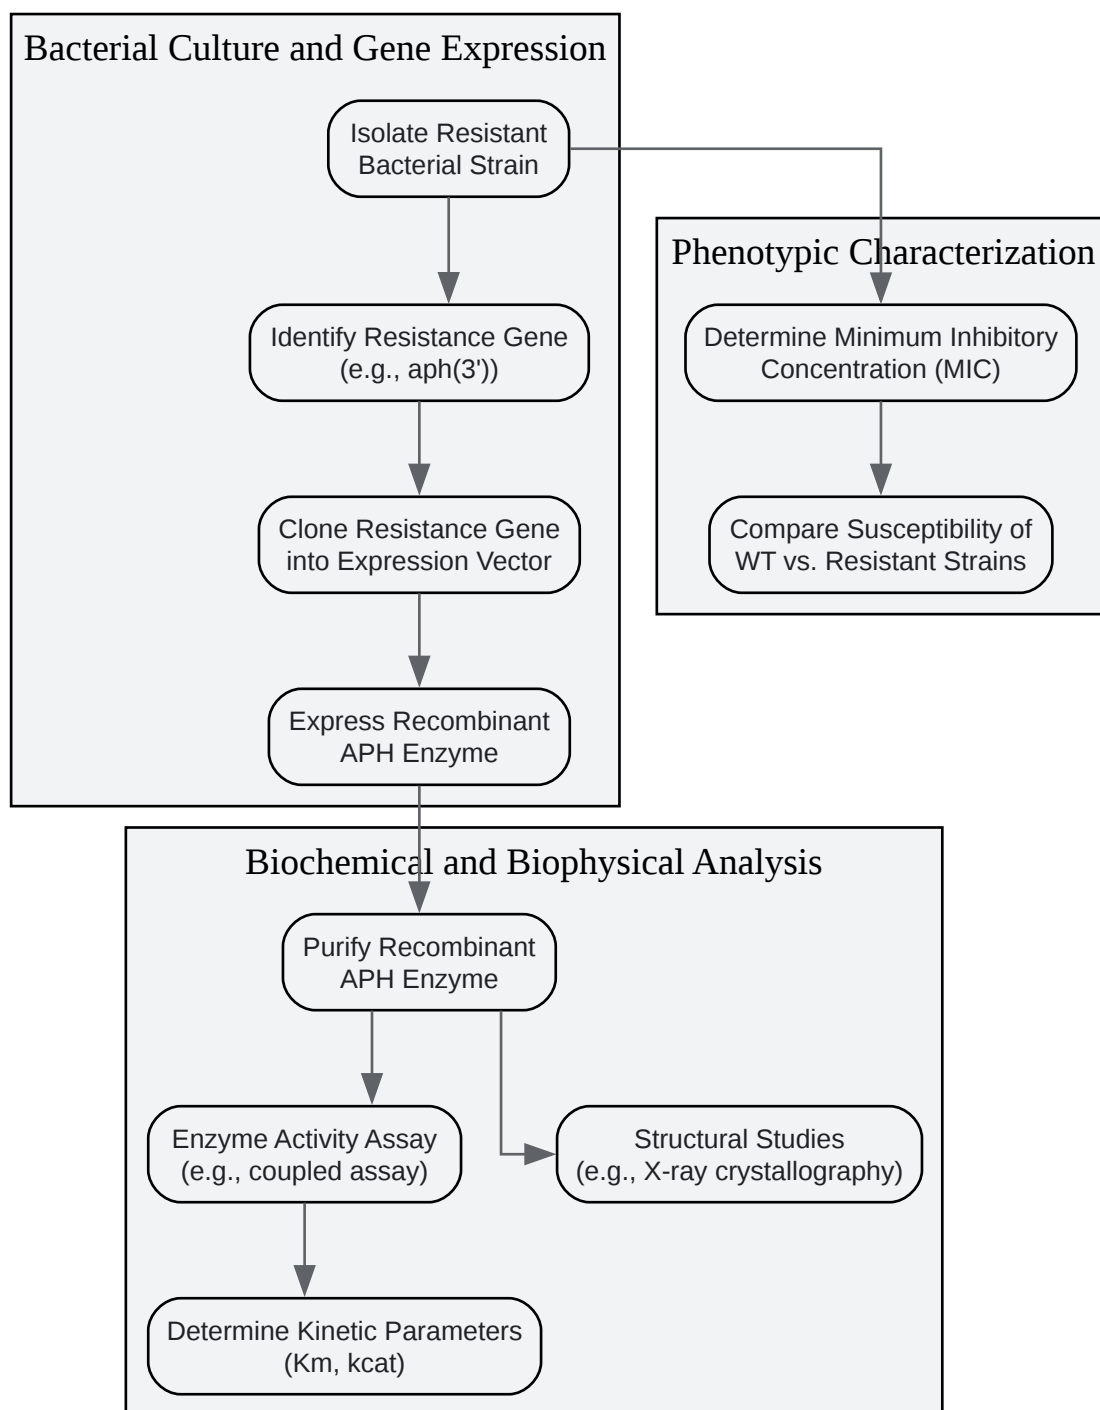 Bacterial Culture and Gene Expression
Isolate Resistant
Bacterial Strain
Identify Resistance Gene
(e.g., aph(3'))
Clone Resistance Gene
into Expression Vector
Express Recombinant
APH Enzyme
Phenotypic Characterization
Determine Minimum Inhibitory
Concentration (MIC)
Compare Susceptibility of
WT vs. Resistant Strains
Biochemical and Biophysical Analysis
Purify Recombinant
APH Enzyme
Enzyme Activity Assay
(e.g., coupled assay)
Structural Studies
(e.g., X-ray crystallography)
Determine Kinetic Parameters
(Km, kcat)